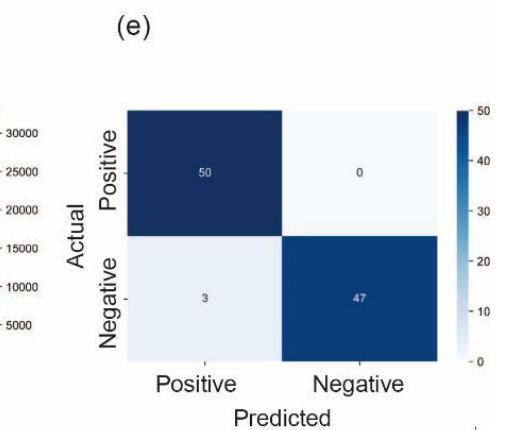 (e)
30000
25000
20000
15000
10000
5000
Actual
Positive
Negative
50
0
3
47
Positive
Negative
Predicted
50
40
30
20
10
0